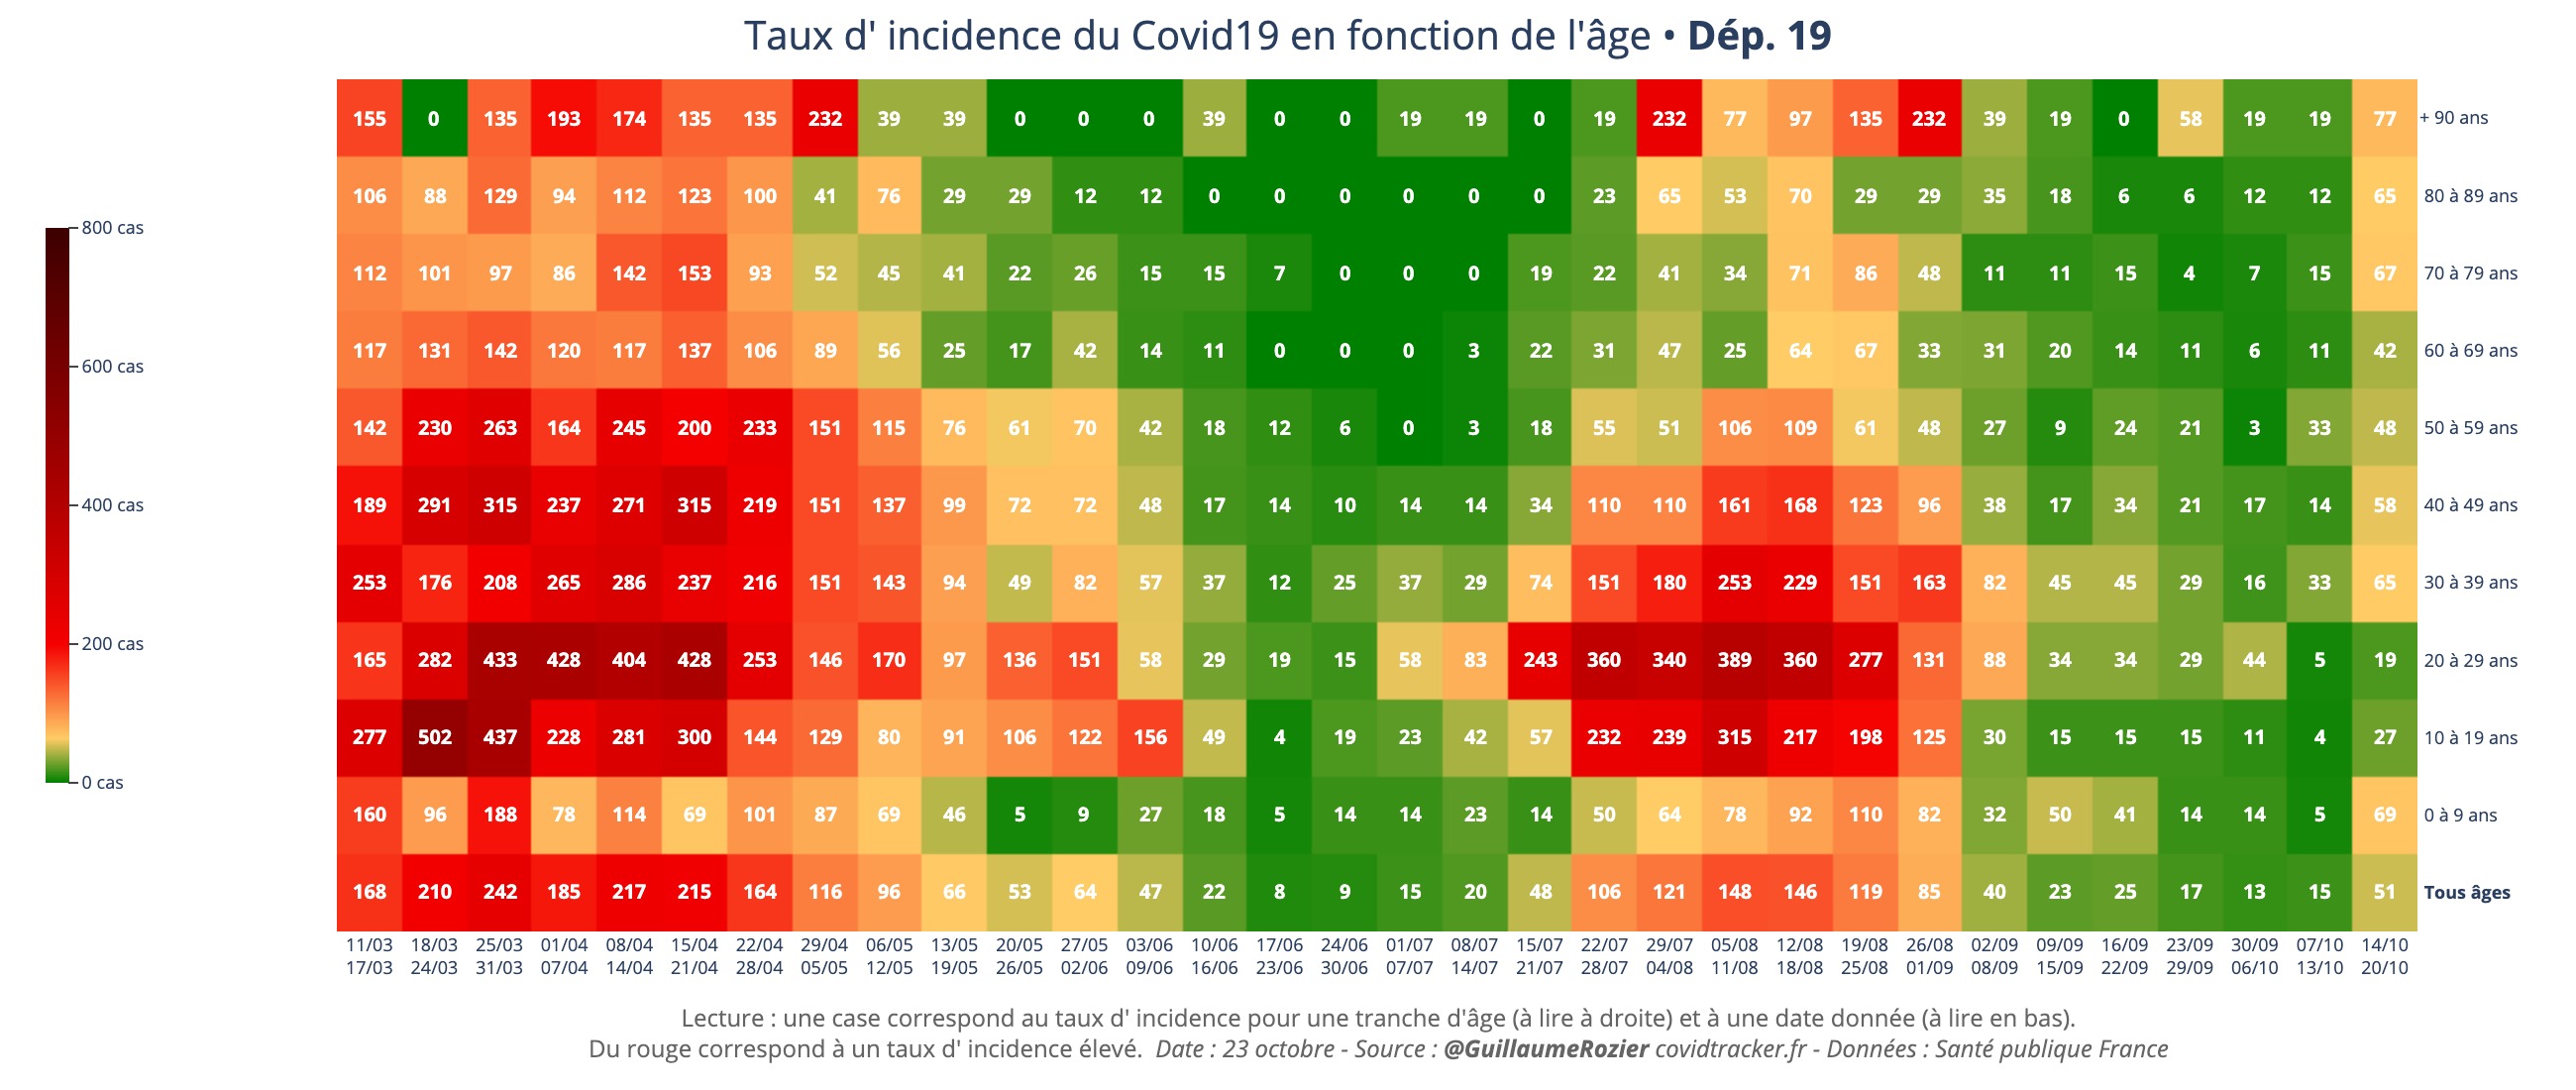 Taux d' incidence du Covid19 en fonction de l'âge • Dép. 19
800 cas
600 cas
400 cas
200 cas
0 cas
155 0 135 193 174 135 135 232 39 39 0 0 0 39 0 0 19 19 0 19 232 77 97 135 232 39 19 0 58 19 19 77 + 90 ans
106 88 129 94 112 123 100 41 76 29 29 12 12 0 0 0 0 0 0 23 65 53 70 29 29 35 18 6 6 12 12 65 80 à 89 ans
112 101 97 86 142 153 93 52 45 41 22 26 15 15 7 0 0 0 19 22 41 34 71 86 48 11 11 15 4 7 15 67 70 à 79 ans
117 131 142 120 117 137 106 89 56 25 17 42 14 11 0 0 0 3 22 31 47 25 64 67 33 31 20 14 11 6 11 42 60 à 69 ans
142 230 263 164 245 200 233 151 115 76 61 70 42 18 12 6 0 3 18 55 51 106 109 61 48 27 9 24 21 3 33 48 50 à 59 ans
189 291 315 237 271 315 219 151 137 99 72 72 48 17 14 10 14 14 34 110 110 161 168 123 96 38 17 34 21 17 14 58 40 à 49 ans
253 176 208 265 286 237 216 151 143 94 49 82 57 37 12 25 37 29 74 151 180 253 229 151 163 82 45 45 29 16 33 65 30 à 39 ans
165 282 433 428 404 428 253 146 170 97 136 151 58 29 19 15 58 83 243 360 340 389 360 277 131 88 34 34 29 44 5 19 20 à 29 ans
277 502 437 228 281 300 144 129 80 91 106 122 156 49 4 19 23 42 57 232 239 315 217 198 125 30 15 15 15 11 4 27 10 à 19 ans
160 96 188 78 114 69 101 87 69 46 5 9 27 18 5 14 14 23 14 50 64 78 92 110 82 32 50 41 14 14 5 69 0 à 9 ans
168 210 242 185 217 215 164 116 96 66 53 64 47 22 8 9 15 20 48 106 121 148 146 119 85 40 23 25 17 13 15 51 Tous âges
11/03 18/03 25/03 01/04 08/04 15/04 22/04 29/04 06/05 13/05 20/05 27/05 03/06 10/06 17/06 24/06 01/07 08/07 15/07 22/07 29/07 05/08 12/08 19/08 26/08 02/09 09/09 16/09 23/09 30/09 07/10 14/10
17/03 24/03 31/03 07/04 14/04 21/04 28/04 05/05 12/05 19/05 26/05 02/06 09/06 16/06 23/06 30/06 07/07 14/07 21/07 28/07 04/08 11/08 18/08 25/08 01/09 08/09 15/09 22/09 29/09 06/10 13/10 20/10
Lecture : une case correspond au taux d' incidence pour une tranche d'âge (à lire à droite) et à une date donnée (à lire en bas).
Du rouge correspond à un taux d' incidence élevé. Date : 23 octobre - Source : @GuillaumeRozier covidtracker.fr - Données : Santé publique France